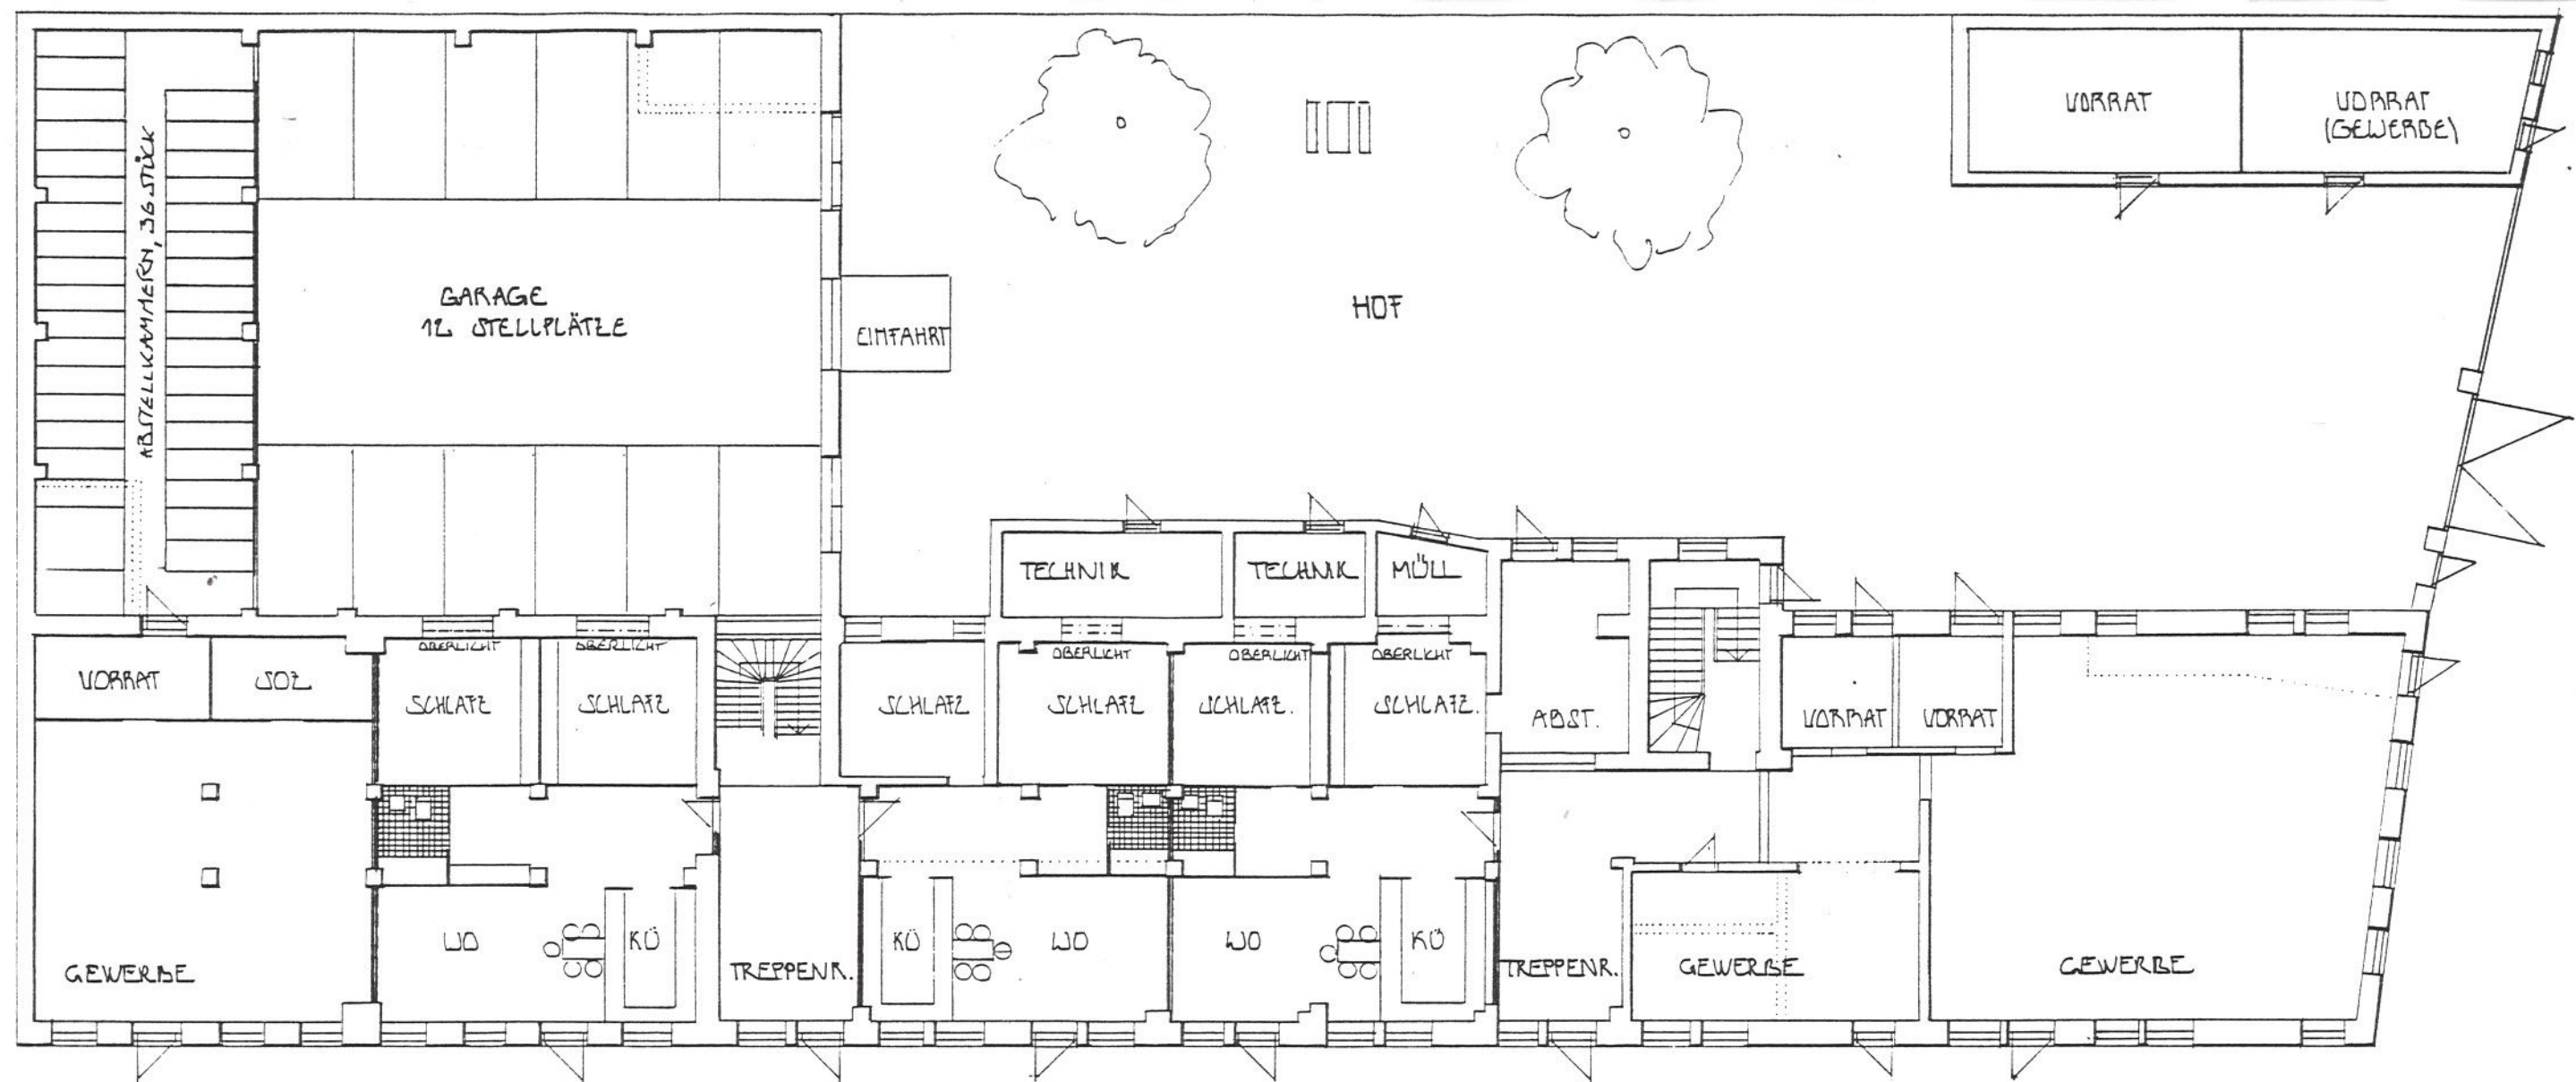 VORRAT
VORRAT
(GEWERBE)
ABSTELLKAMMERN, 36 STÜCK
GARAGE
12 STELLPLÄTZE
EINFAHRT
HOF
TECHNIK
TECHNIK
MÜLL
OBERLICHT
OBERLICHT
OBERLICHT
OBERLICHT
OBERLICHT
VORRAT
SOZ
SCHLAFZ
SCHLAFZ
SCHLAFZ
SCHLAFZ
SCHLAFZ.
SCHLAFZ.
ABST.
VORRAT
VORRAT
WO
KÜ
KÜ
WO
WO
KÜ
GEWERBE
TREPPENR.
TREPPENR.
GEWERBE
GEWERBE